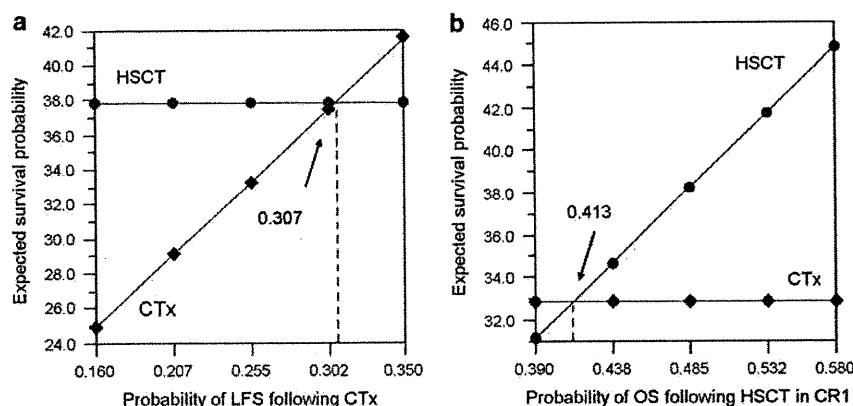 a
42.0
40.0
38.0
36.0
34.0
32.0
30.0
28.0
26.0
24.0
Expected survival probability
HSCT
0.307
CTx
0.160 0.207 0.255 0.302 0.350
Probability of LFS following CTx
b
46.0
44.0
42.0
40.0
38.0
36.0
34.0
32.0
Expected survival probability
HSCT
0.413
CTx
0.390 0.438 0.485 0.532 0.580
Probability of OS following HSCT in CR1